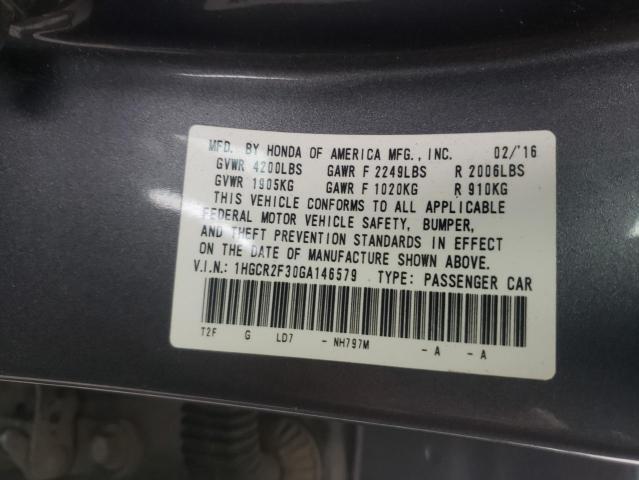 MFD. BY HONDA OF AMERICA MFG., INC. 02/'16
GVWR 4200LBS GAWR F 2249LBS R 2006LBS
GVWR 1905KG GAWR F 1020KG R 910KG
THIS VEHICLE CONFORMS TO ALL APPLICABLE
FEDERAL MOTOR VEHICLE SAFETY, BUMPER,
AND THEFT PREVENTION STANDARDS IN EFFECT
ON THE DATE OF MANUFACTURE SHOWN ABOVE.
V.I.N.: 1HGCR2F30GA146579 TYPE: PASSENGER CAR
T2F G LD7 - NH797M - A - A